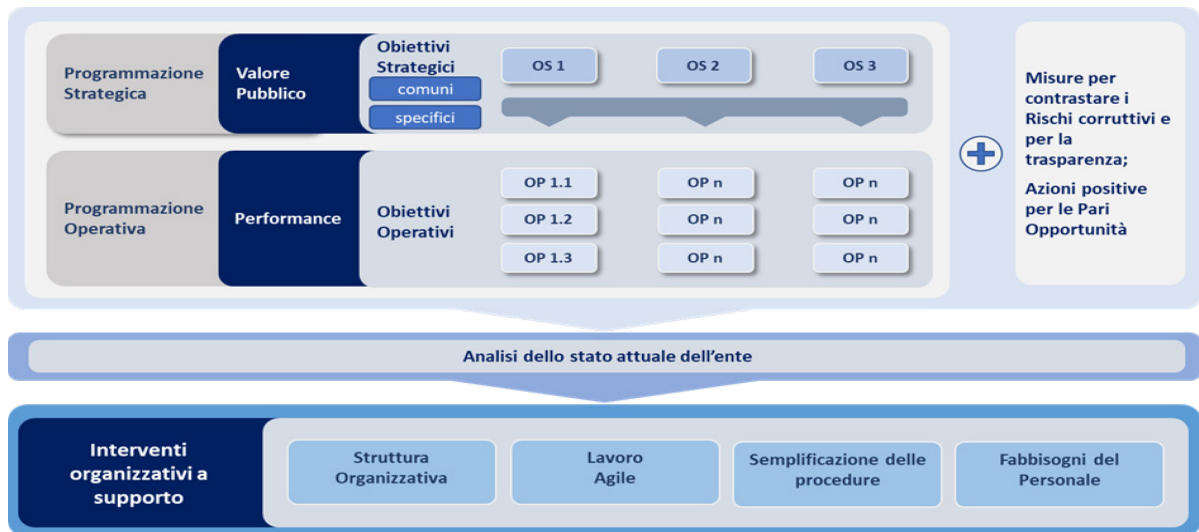 Programmazione
Strategica
Valore
Pubblico
Obiettivi
Strategici
comuni
specifici
OS 1
OS 2
OS 3
Programmazione
Operativa
Performance
Obiettivi
Operativi
OP 1.1
OP n
OP n
OP 1.2
OP n
OP n
OP 1.3
OP n
OP n
Misure per
contrastare i
Rischi corruttivi e
per la
trasparenza;
Azioni positive
per le Pari
Opportunità
Analisi dello stato attuale dell’ente
Interventi
organizzativi a
supporto
Struttura
Organizzativa
Lavoro
Agile
Semplificazione delle
procedure
Fabbisogni del
Personale